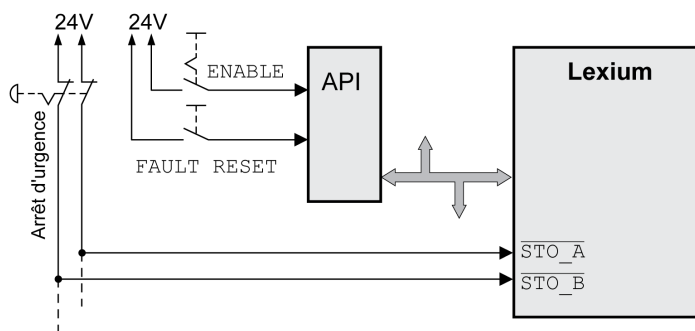 24V 24V
ENABLE
API
Lexium
FAULT RESET
Arrêt d'urgence
STO_A
STO_B